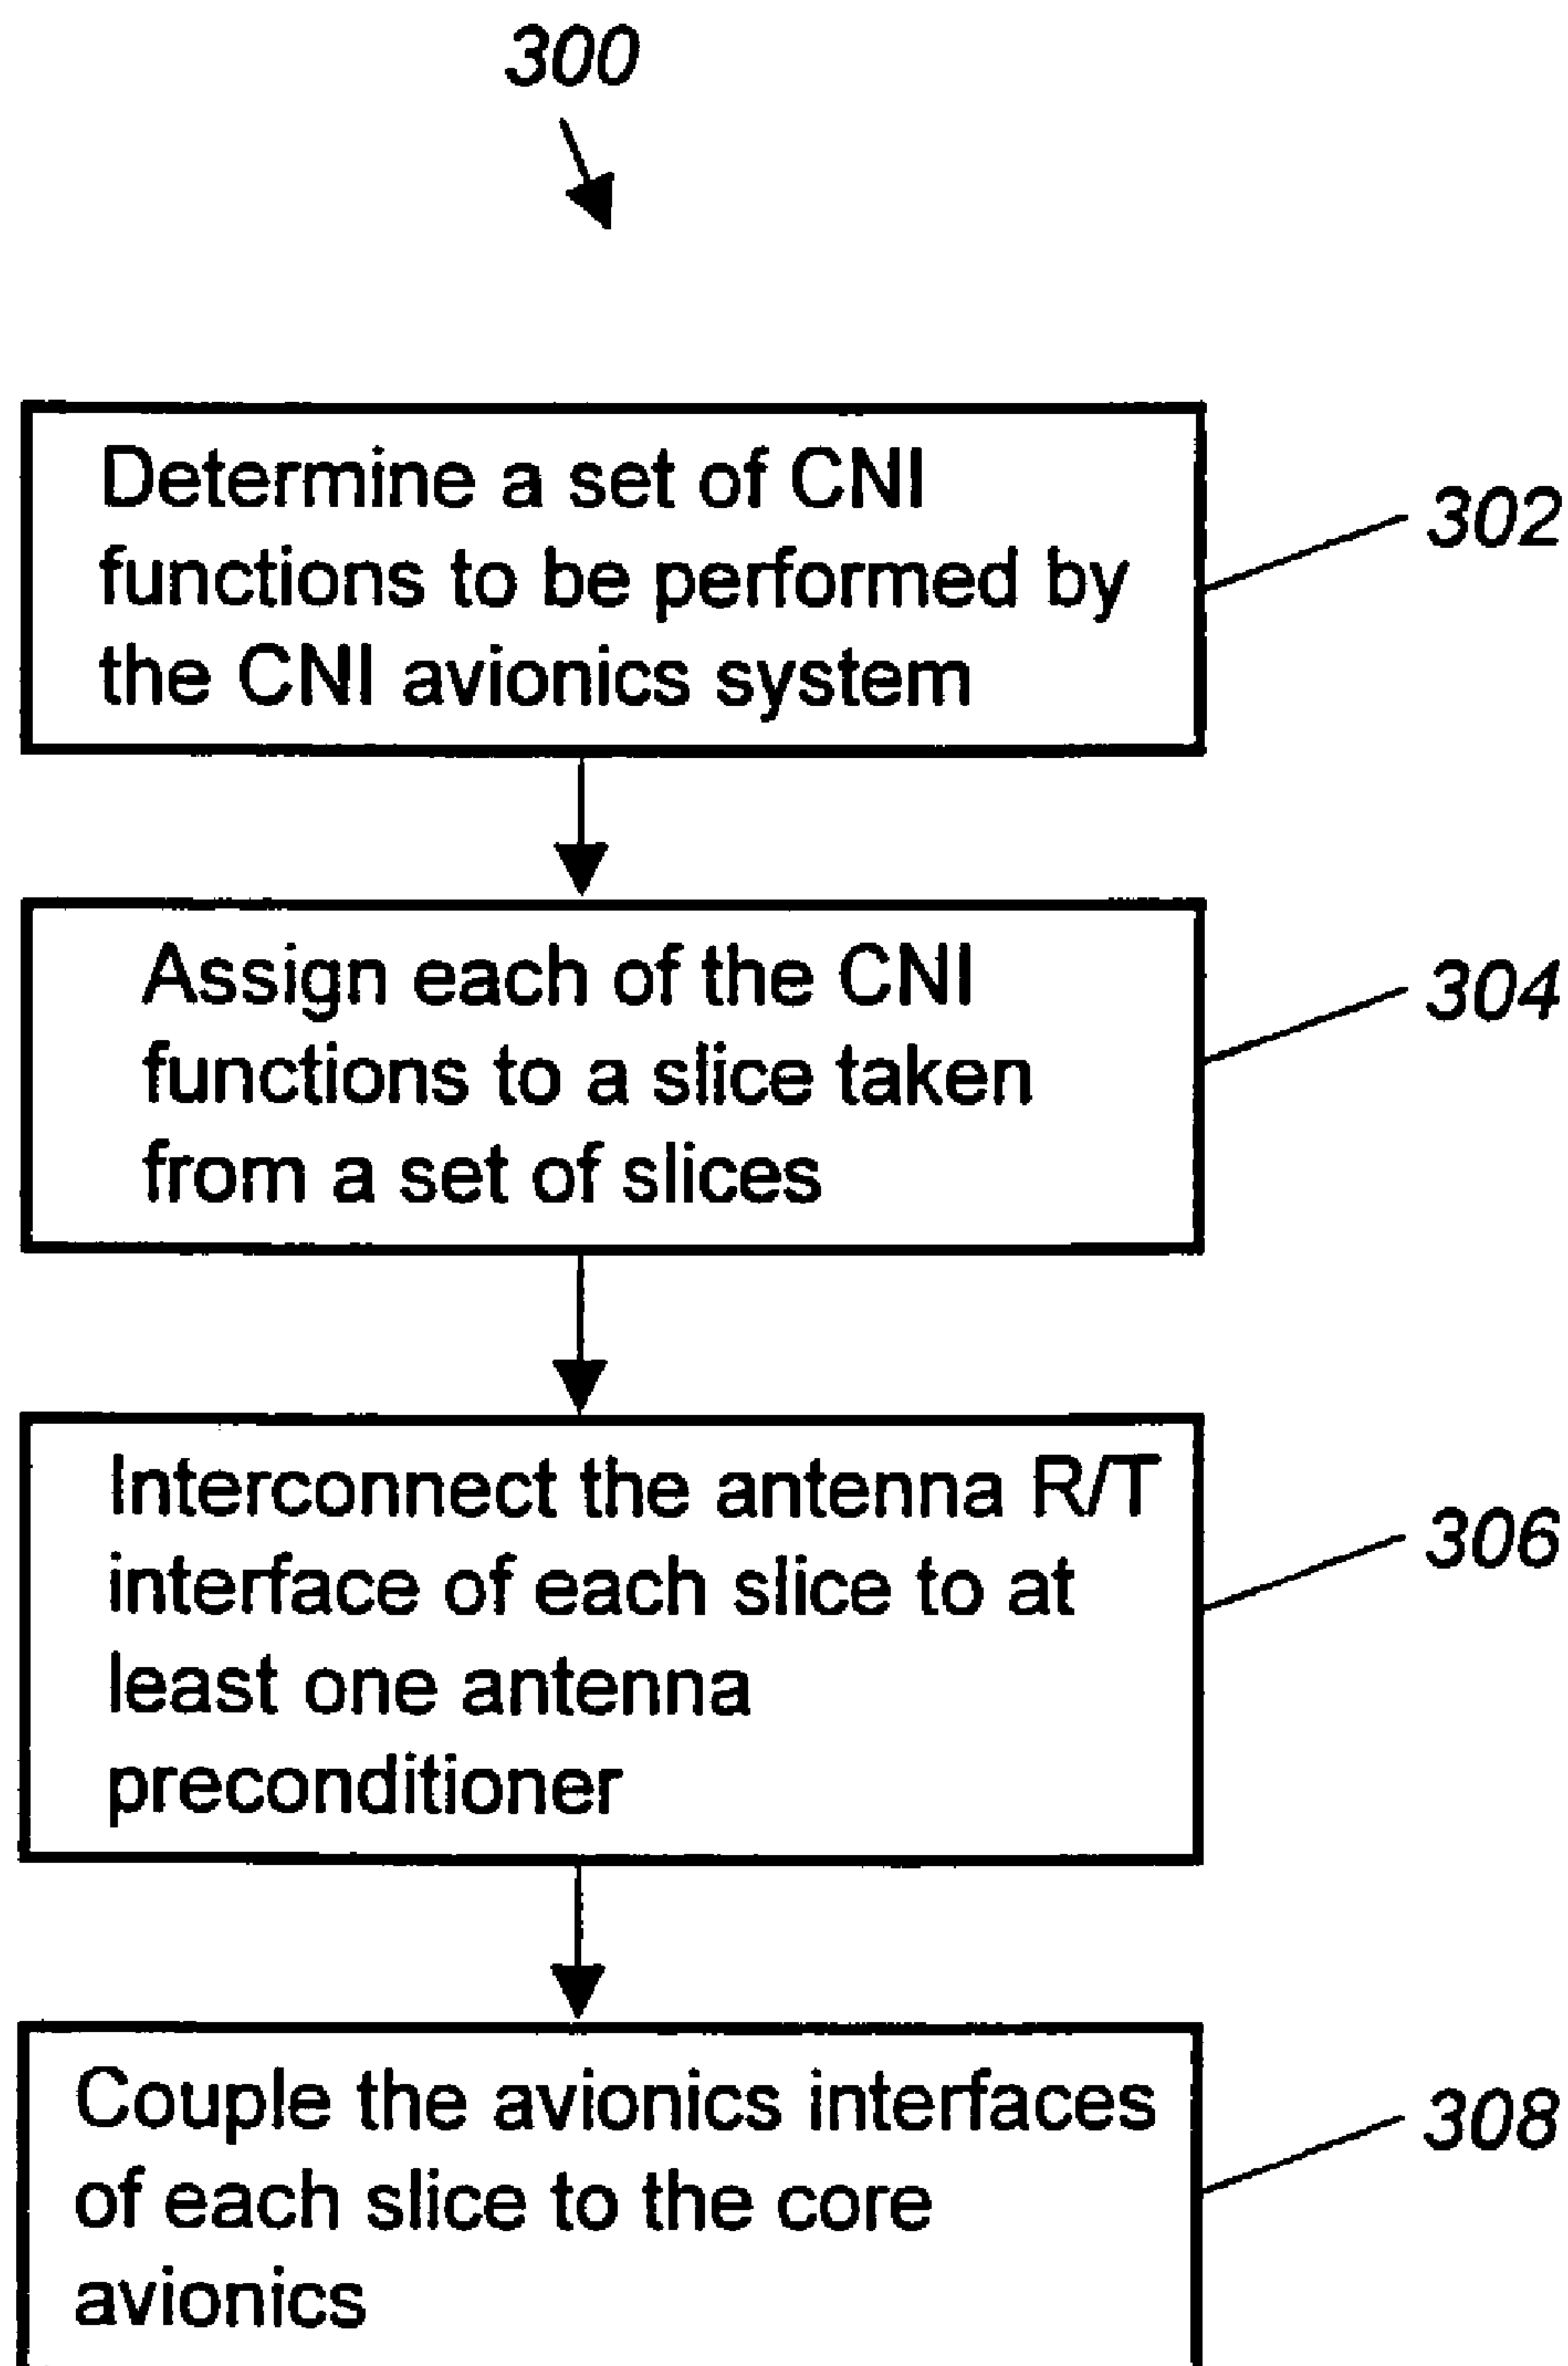 300
Determine a set of CNI
functions to be performed by
the CNI avionics system
302
Assign each of the CNI
functions to a slice taken
from a set of slices
304
Interconnect the antenna R/T
interface of each slice to at
least one antenna
preconditioner
306
Couple the avionics interfaces
of each slice to the core
avionics
308